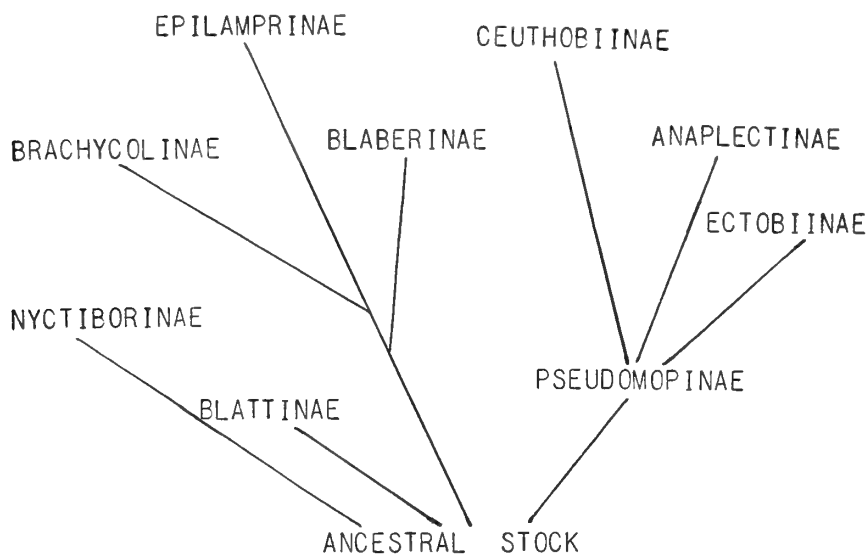 EPILAMPRINAE
CEUTHOBIINAE
BRACHYCOLINAE
BLABERINAE
ANAPLECTINAE
ECTOBIINAE
NYCTIBORINAE
PSEUDOMOPINAE
BLATTINAE
ANCESTRAL STOCK